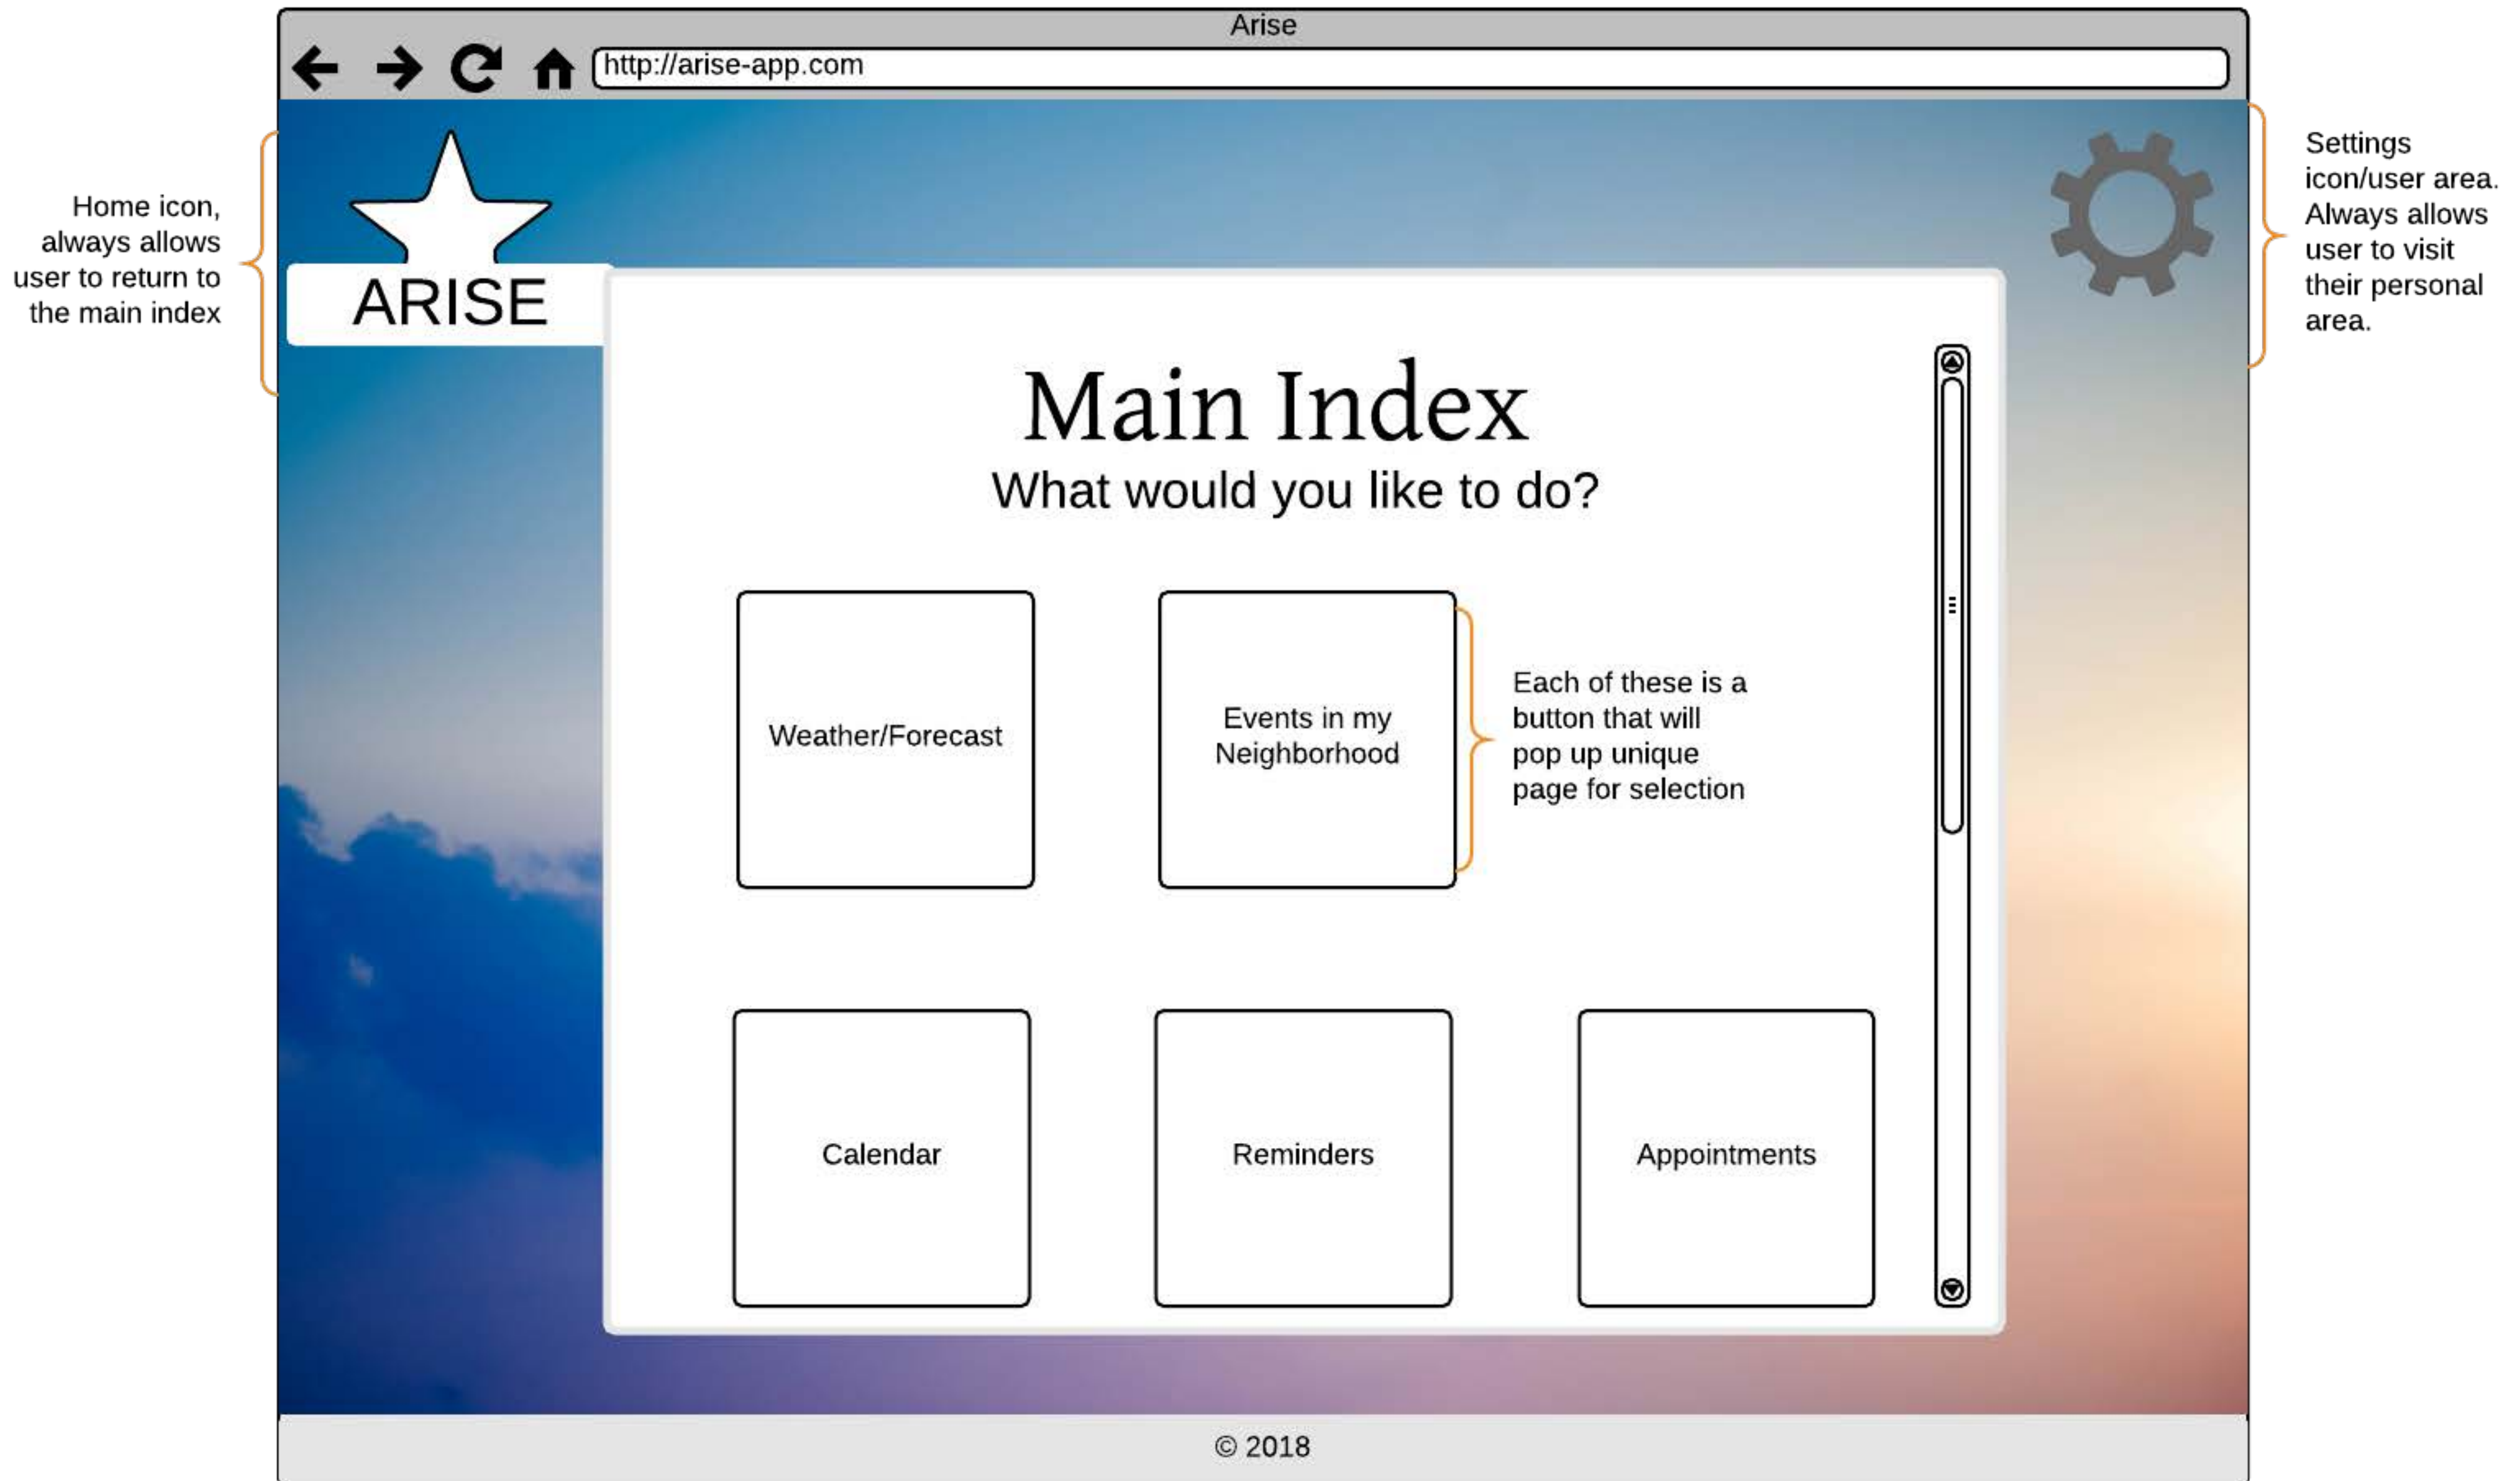 Arise
http://arise-app.com
Home icon,
always allows
user to return to
the main index
ARISE
Settings
icon/user area.
Always allows
user to visit
their personal
area.
Main Index
What would you like to do?
Weather/Forecast
Events in my
Neighborhood
Each of these is a
button that will
pop up unique
page for selection
Calendar
Reminders
Appointments
© 2018